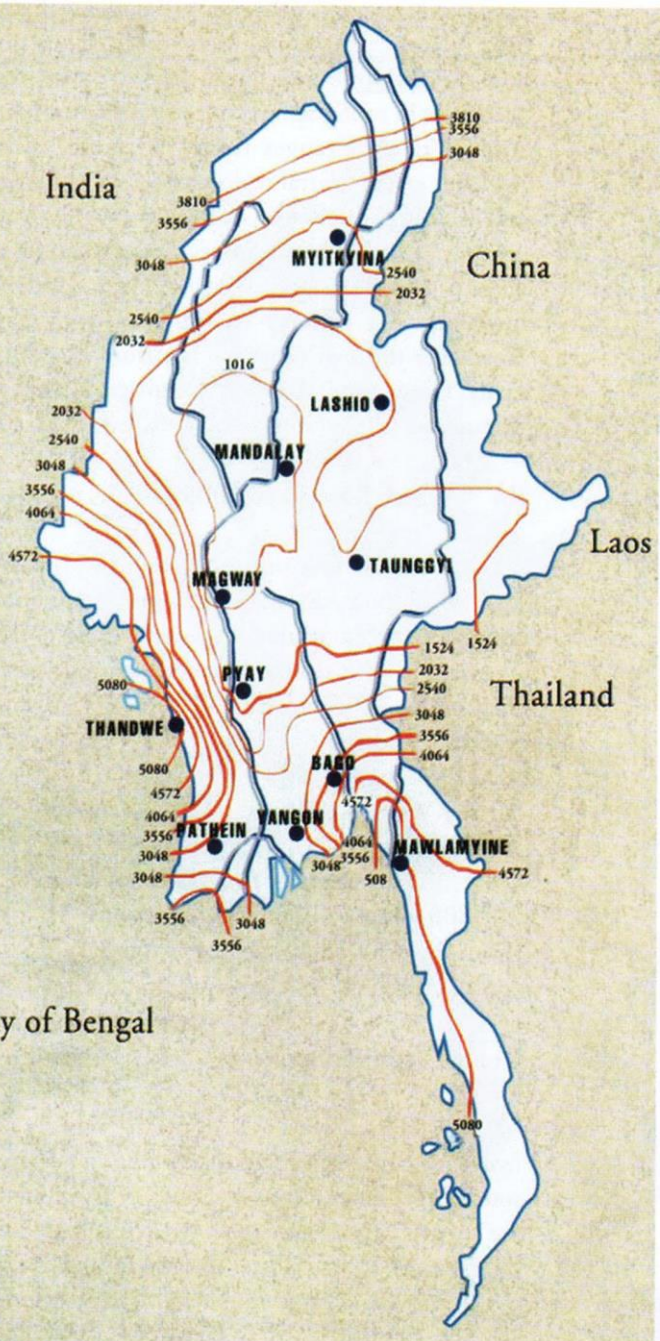 3810
3556
3048
India
3810
3556
MYITKYINA
3048
China
2540
2032
2540
2032
1016
LASHIO
2032
2540
MANDALAY
3048
3556
4064
Laos
4572
TAUNGGYI
MAGWAY
1524
1524
PYAY
2032
5080
2540
Thailand
3048
THANDWE
3556
4064
BAGO
5080
4572
4572
4064
YANGON
3556
PATHEIN
4064
MAWLAMYINE
3048
3556
3048
508
4572
3048
3556
3048
3556
y of Bengal
5080